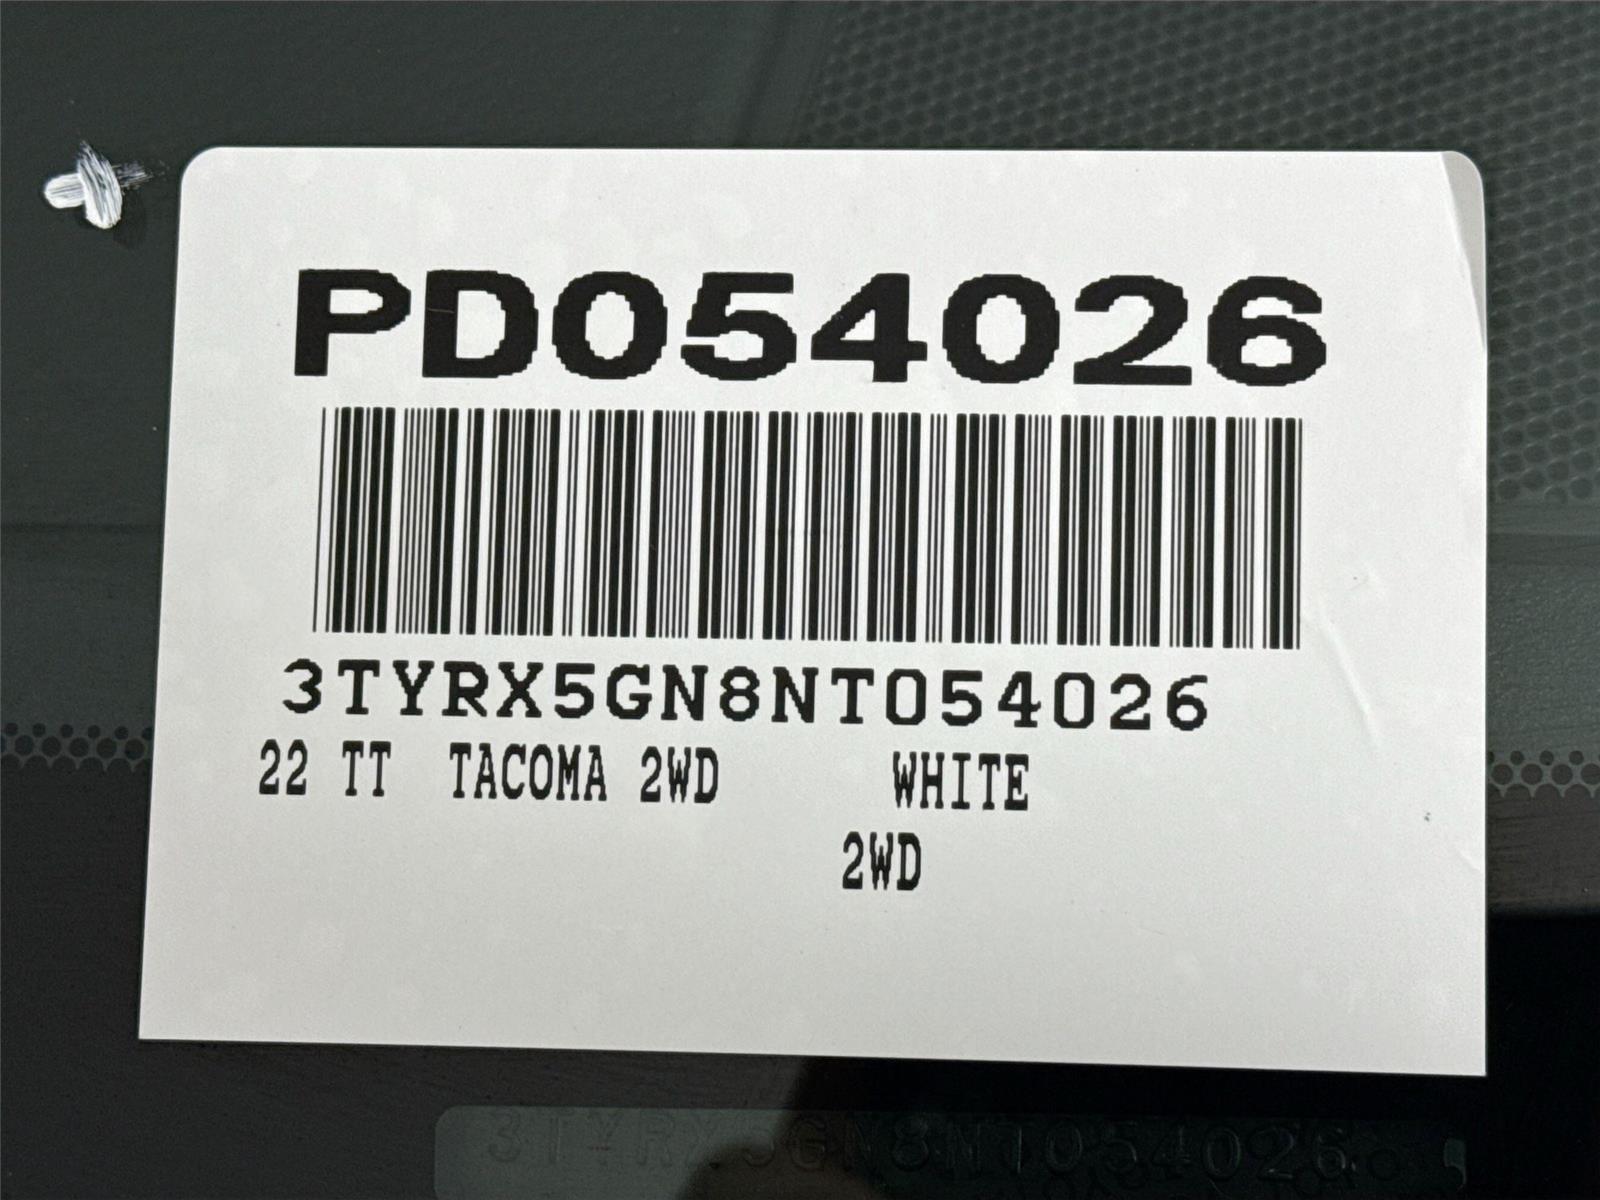 PD054026
3TYRX5GN8NT054026
22 TT TACOMA 2WD WHITE
2WD
3TYRX5GN8NT054026